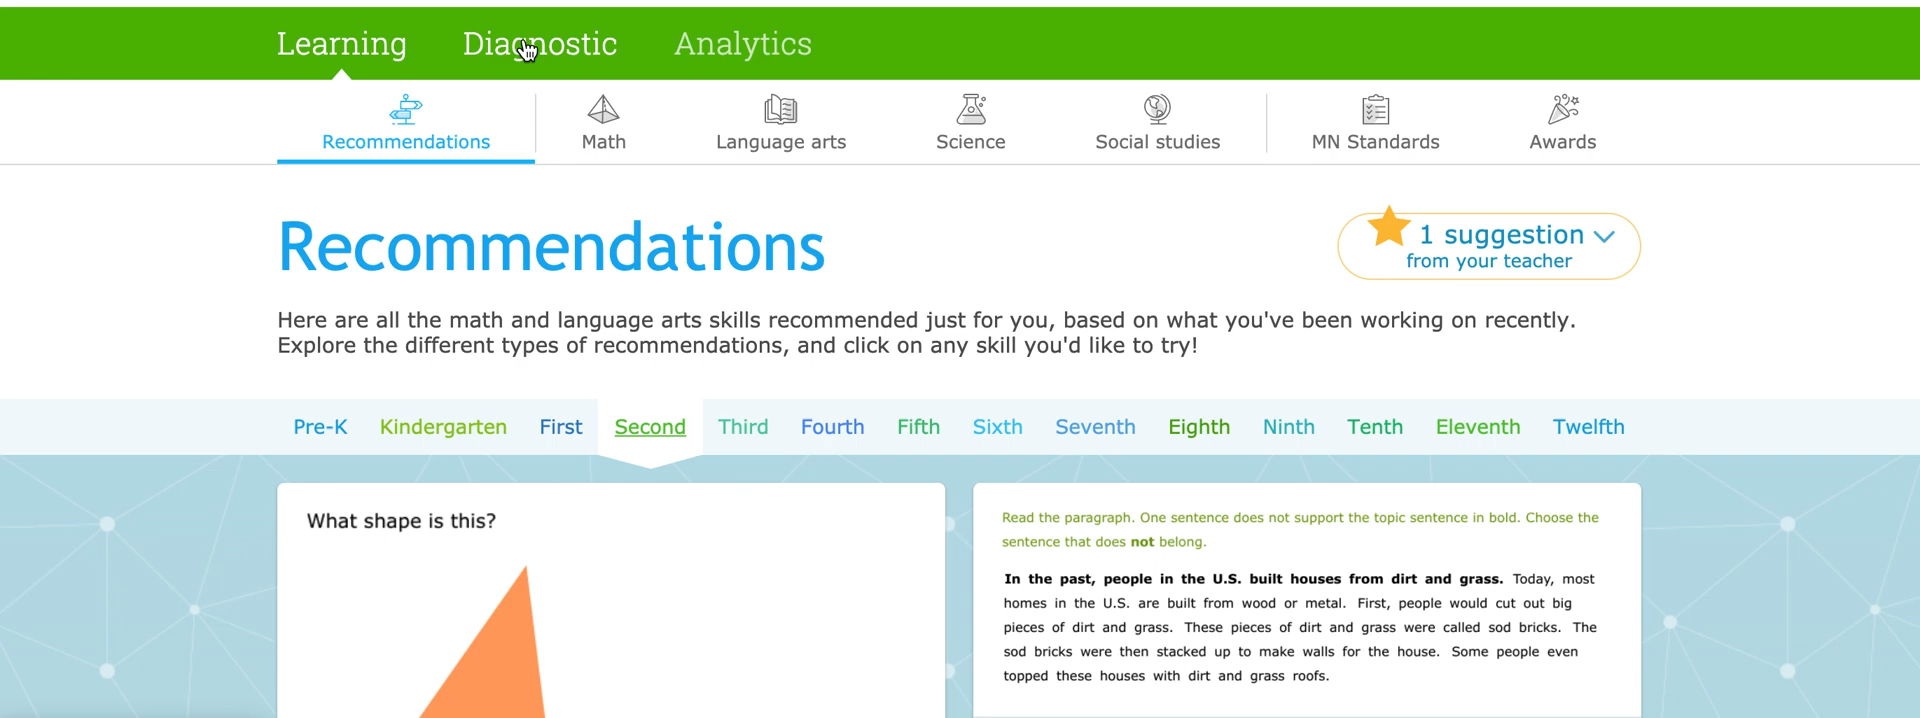 Learning Diagnostic Analytics
Recommendations Math Language arts Science Social studies MN Standards Awards
Recommendations
1 suggestion
from your teacher
Here are all the math and language arts skills recommended just for you, based on what you've been working on recently.
Explore the different types of recommendations, and click on any skill you'd like to try!
Pre-K Kindergarten First Second Third Fourth Fifth Sixth Seventh Eighth Ninth Tenth Eleventh Twelfth
What shape is this?
Read the paragraph. One sentence does not support the topic sentence in bold. Choose the
sentence that does not belong.
In the past, people in the U.S. built houses from dirt and grass. Today, most
homes in the U.S. are built from wood or metal. First, people would cut out big
pieces of dirt and grass. These pieces of dirt and grass were called sod bricks. The
sod bricks were then stacked up to make walls for the house. Some people even
topped these houses with dirt and grass roofs.